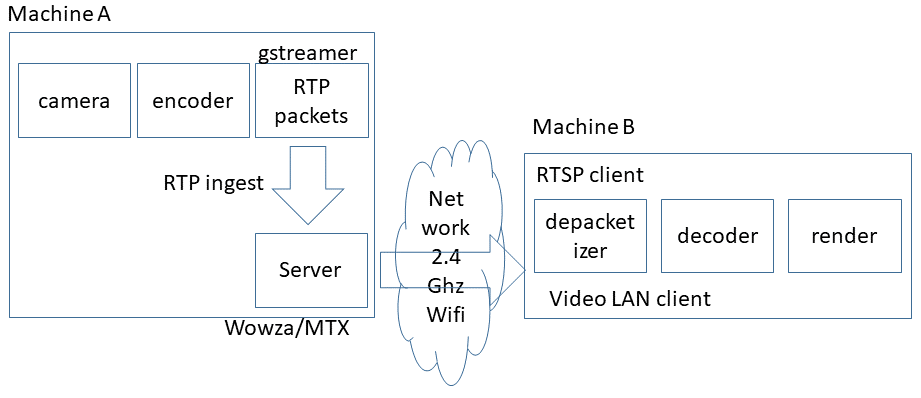 Machine A
gstreamer
camera
encoder
RTP
packets
RTP ingest
Server
Wowza/MTX
Net
work
2.4
Ghz
Wifi
Machine B
RTSP client
depacket
izer
decoder
render
Video LAN client